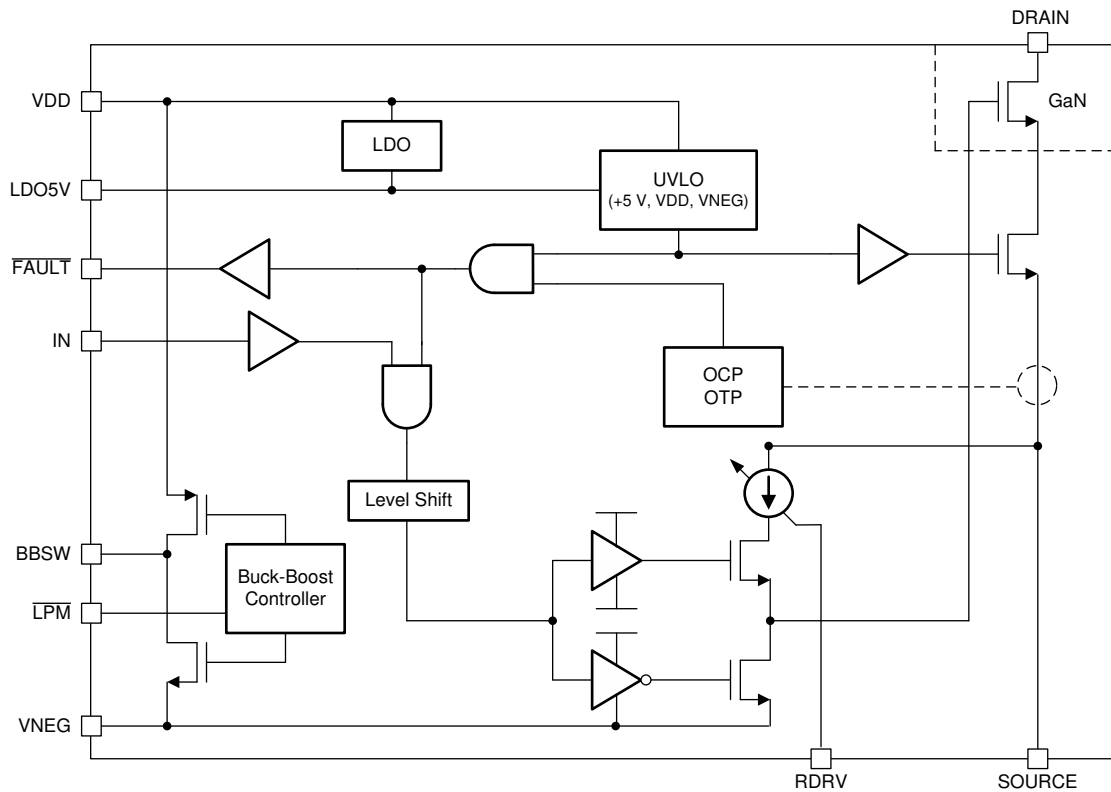 DRAIN
VDD
GaN
LDO
UVLO
(+5 V, VDD, VNEG)
LDO5V
FAULT
IN
OCP
OTP
Level Shift
BBSW
Buck-Boost
Controller
LPM
VNEG
RDRV
SOURCE